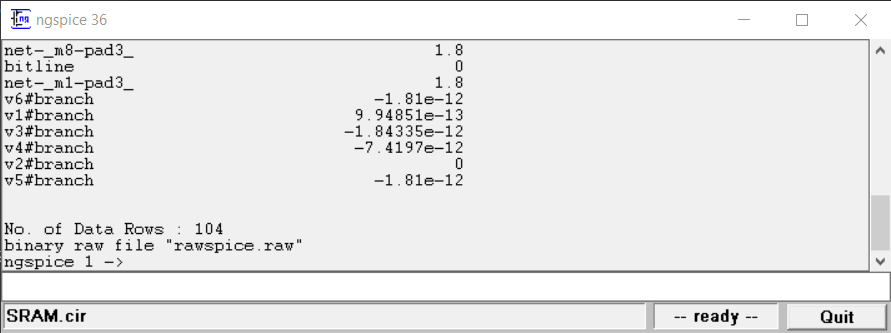 ngspice 36
net-_m8-pad3_ 1.8
bitline 0
net-_m1-pad3_ 1.8
v6#branch -1.81e-12
v1#branch 9.94851e-13
v3#branch -1.84335e-12
v4#branch -7.4197e-12
v2#branch 0
v5#branch -1.81e-12
No. of Data Rows : 104
binary raw file "rawspice.raw"
ngspice 1 ->
SRAM.cir -- ready -- Quit